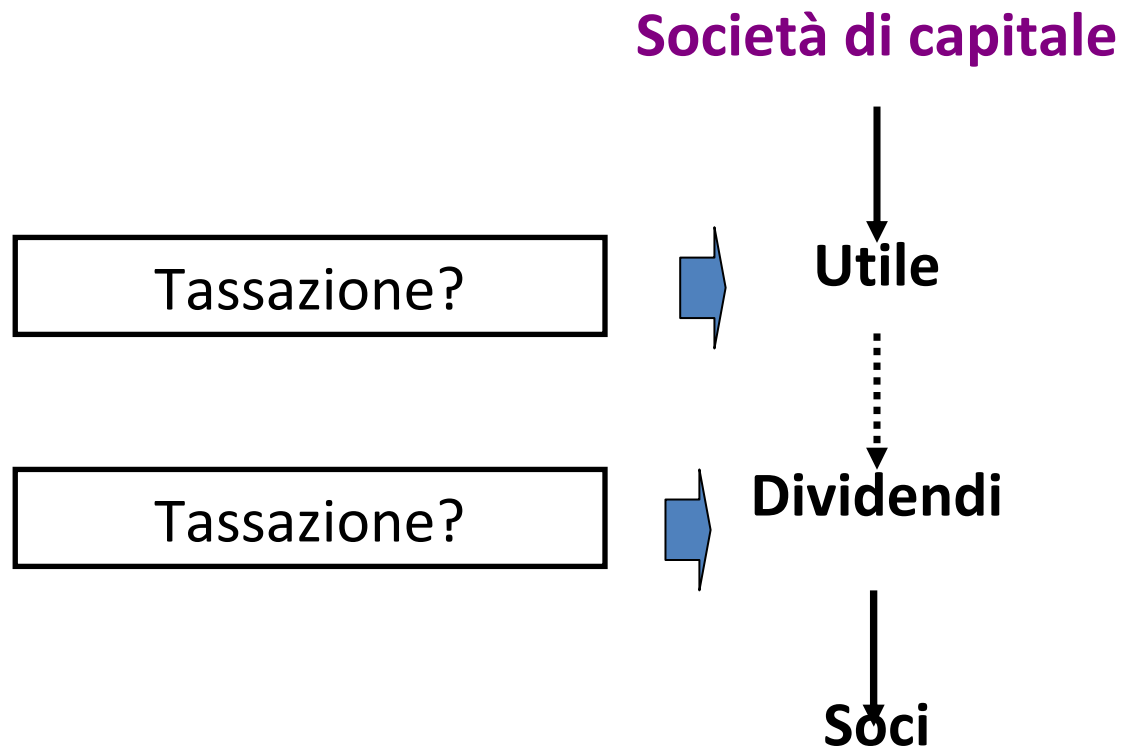 Società di capitale
Tassazione?
Utile
Tassazione?
Dividendi
Soci